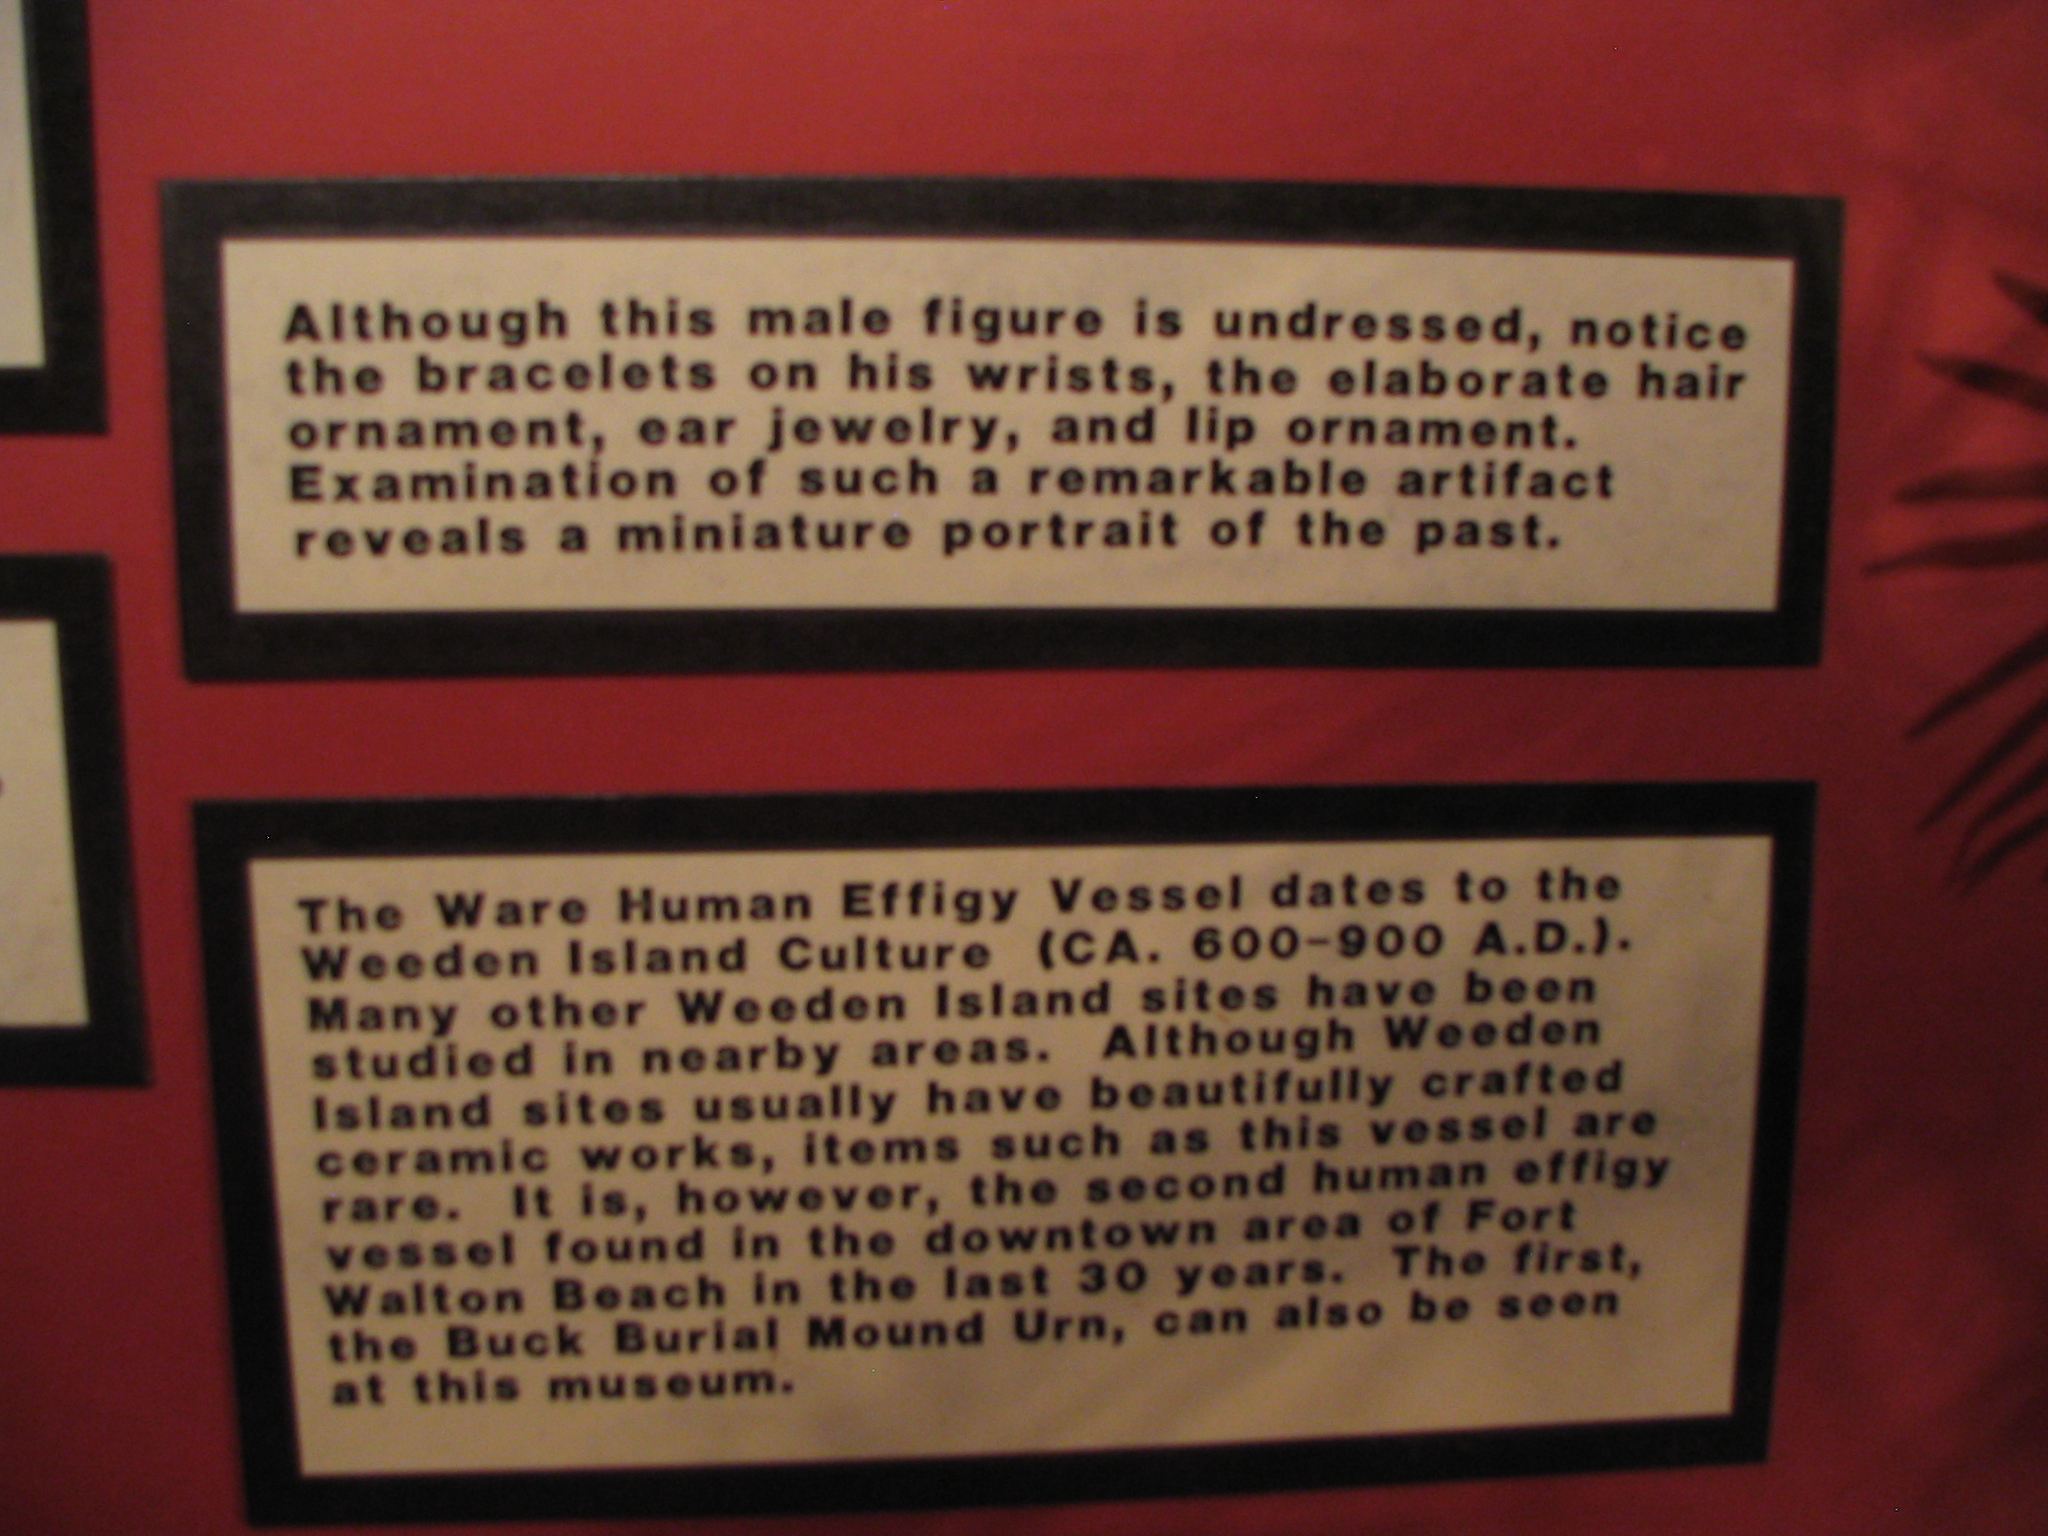 Although this male figure is undressed, notice
the bracelets on his wrists, the elaborate hair
ornament, ear jewelry, and lip ornament.
Examination of such a remarkable artifact
reveals a miniature portrait of the past.
The Ware Human Effigy Vessel dates to the
Weeden Island Culture (CA. 600-900 A.D.).
Many other Weeden Island sites have been
studied in nearby areas. Although Weeden
Island sites usually have beautifully crafted
ceramic works, items such as this vessel are
rare. It is, however, the second human effigy
vessel found in the downtown area of Fort
Walton Beach in the last 30 years. The first,
the Buck Burial Mound Urn, can also be seen
at this museum.